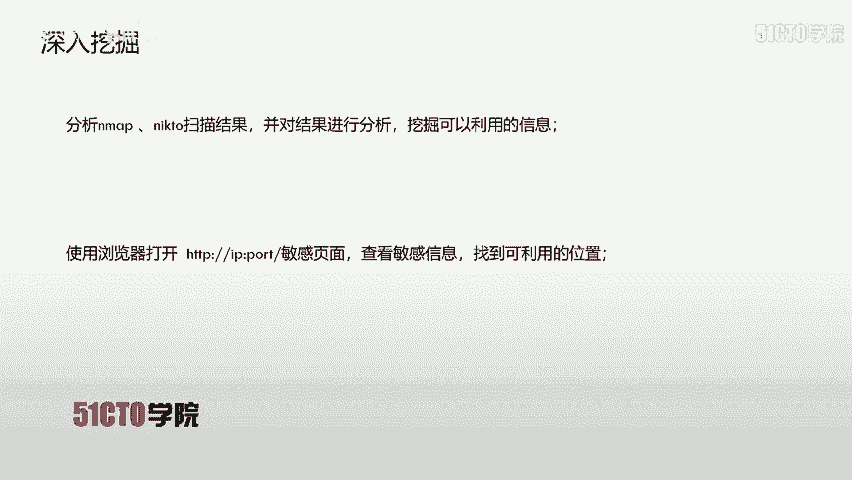 深入挖掘
51CTO学院
分析nmap 、nikto扫描结果，并对结果进行分析，挖掘可以利用的信息；
使用浏览器打开 http://ip:port/敏感页面，查看敏感信息，找到可利用的位置；
51CTO学院